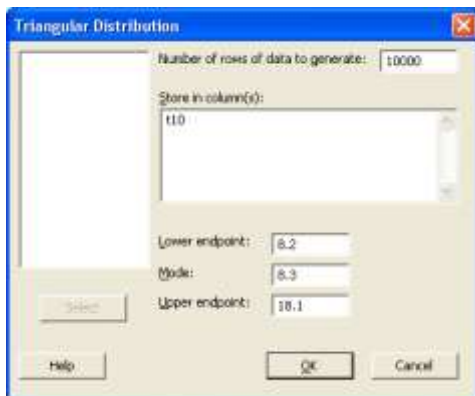 Triangular Distribution
Number of rows of data to generate: 10000
Store in column(s):
t10
Lower endpoint: 8.2
Mode: 8.3
Upper endpoint: 18.1
Select
Help
OK
Cancel